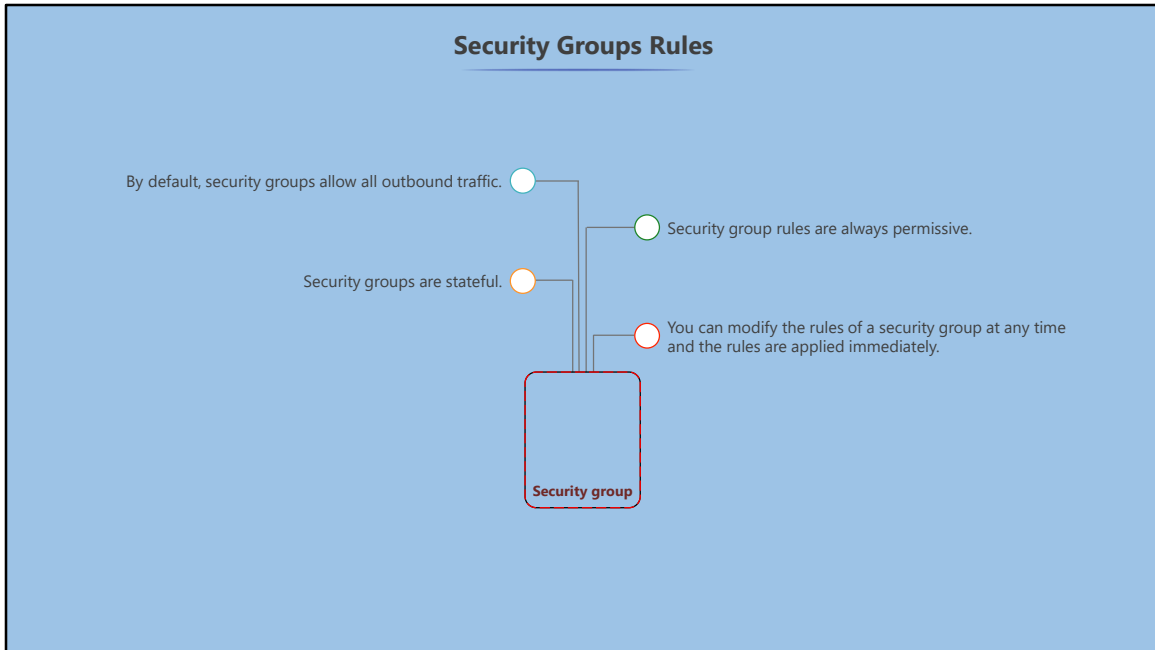 Security Groups Rules
By default, security groups allow all outbound traffic.
Security group rules are always permissive.
Security groups are stateful.
You can modify the rules of a security group at any time
and the rules are applied immediately.
Security group